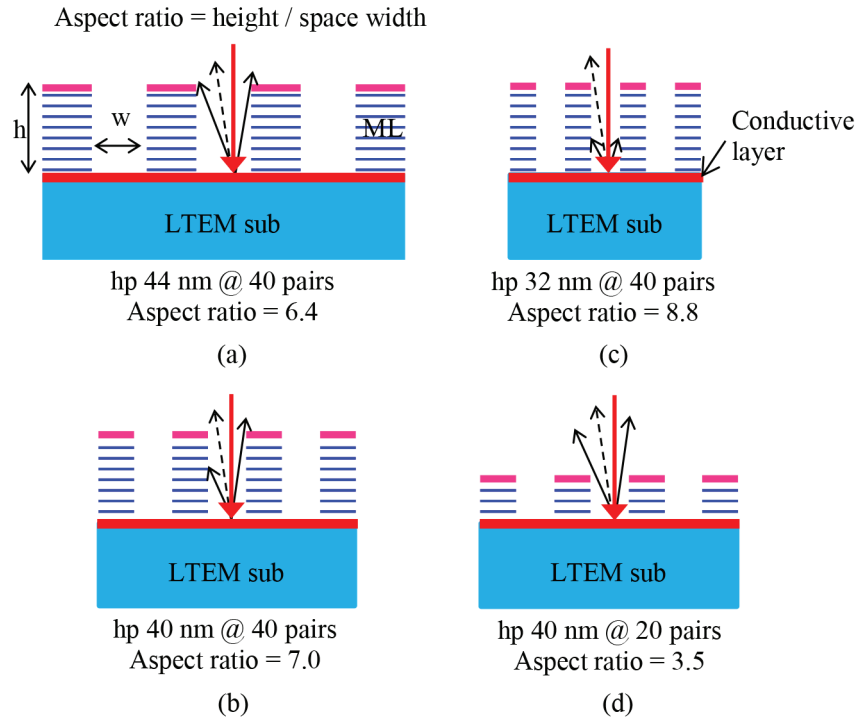 Aspect ratio = height / space width
h
w
ML
LTEM sub
hp 44 nm @ 40 pairs
Aspect ratio = 6.4
(a)
Conductive
layer
LTEM sub
hp 32 nm @ 40 pairs
Aspect ratio = 8.8
(c)
LTEM sub
hp 40 nm @ 40 pairs
Aspect ratio = 7.0
(b)
LTEM sub
hp 40 nm @ 20 pairs
Aspect ratio = 3.5
(d)